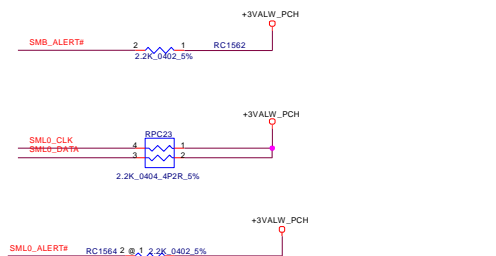 +3VALW_PCH
SMB_ALERT# 2 1 RC1562
2.2K_0402_5%
+3VALW_PCH
RPC23
SML0_CLK 4 1
SML0_DATA 3 2
2.2K_0404_4P2R_5%
+3VALW_PCH
SML0_ALERT# RC1564 2 @ 1 2.2K_0402_5%